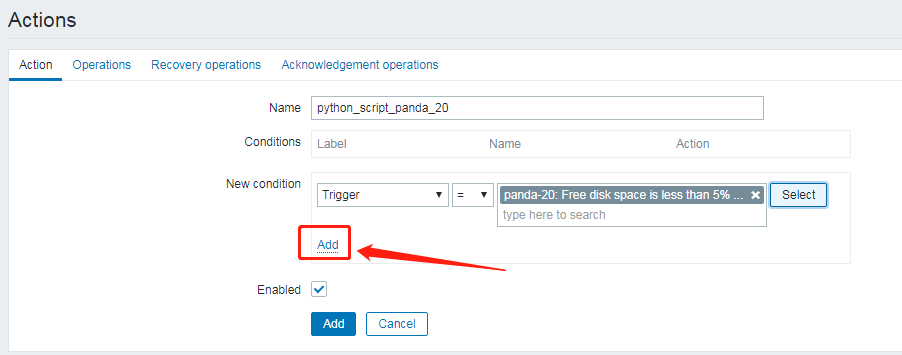 Actions
Action Operations Recovery operations Acknowledgement operations
Name python_script_panda_20
Conditions Label Name Action
New condition Trigger = panda-20: Free disk space is less than 5% ... Select
type here to search
Add
Enabled
Add Cancel